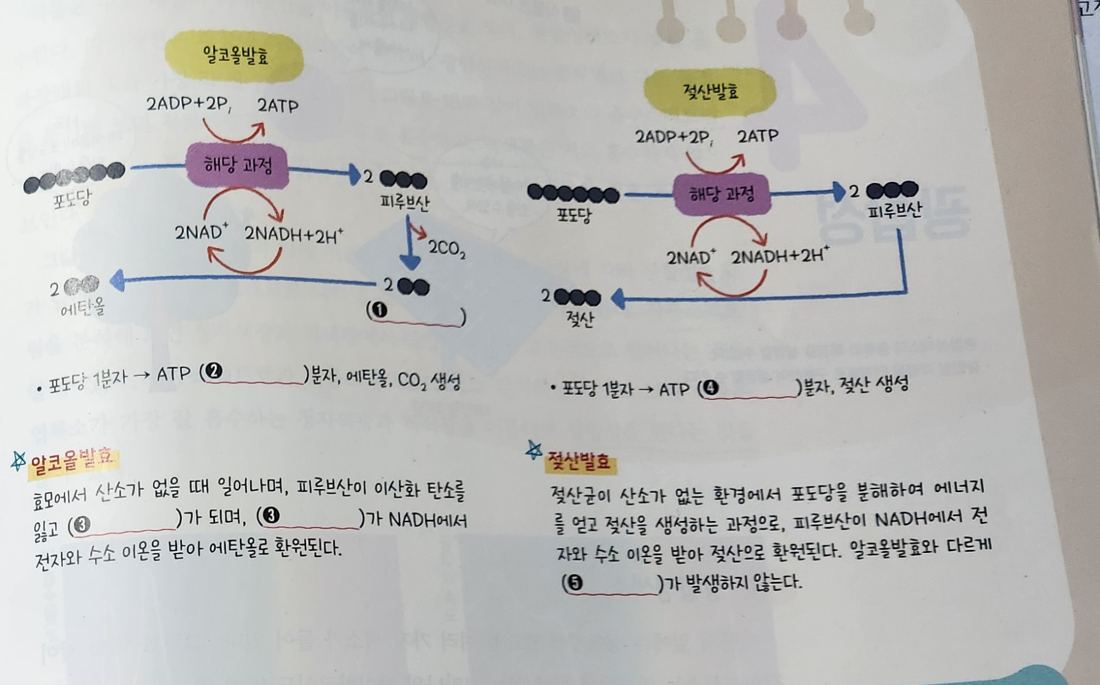 알코올발효
2ADP+2Pᵢ 2ATP
포도당
해당 과정
2
피루브산
2NAD⁺ 2NADH+2H⁺
2CO₂
2
에탄올
2
(❶ )
• 포도당 1분자 → ATP (❷ )분자, 에탄올, CO₂ 생성
알코올발효
효모에서 산소가 없을 때 일어나며, 피루브산이 이산화 탄소를
잃고 (❸ )가 되며, (❸ )가 NADH에서
전자와 수소 이온을 받아 에탄올로 환원된다.
젖산발효
2ADP+2Pᵢ 2ATP
포도당
해당 과정
2
피루브산
2NAD⁺ 2NADH+2H⁺
2
젖산
• 포도당 1분자 → ATP (❹ )분자, 젖산 생성
젖산발효
젖산균이 산소가 없는 환경에서 포도당을 분해하여 에너지
를 얻고 젖산을 생성하는 과정으로, 피루브산이 NADH에서 전
자와 수소 이온을 받아 젖산으로 환원된다. 알코올발효와 다르게
(❺ )가 발생하지 않는다.